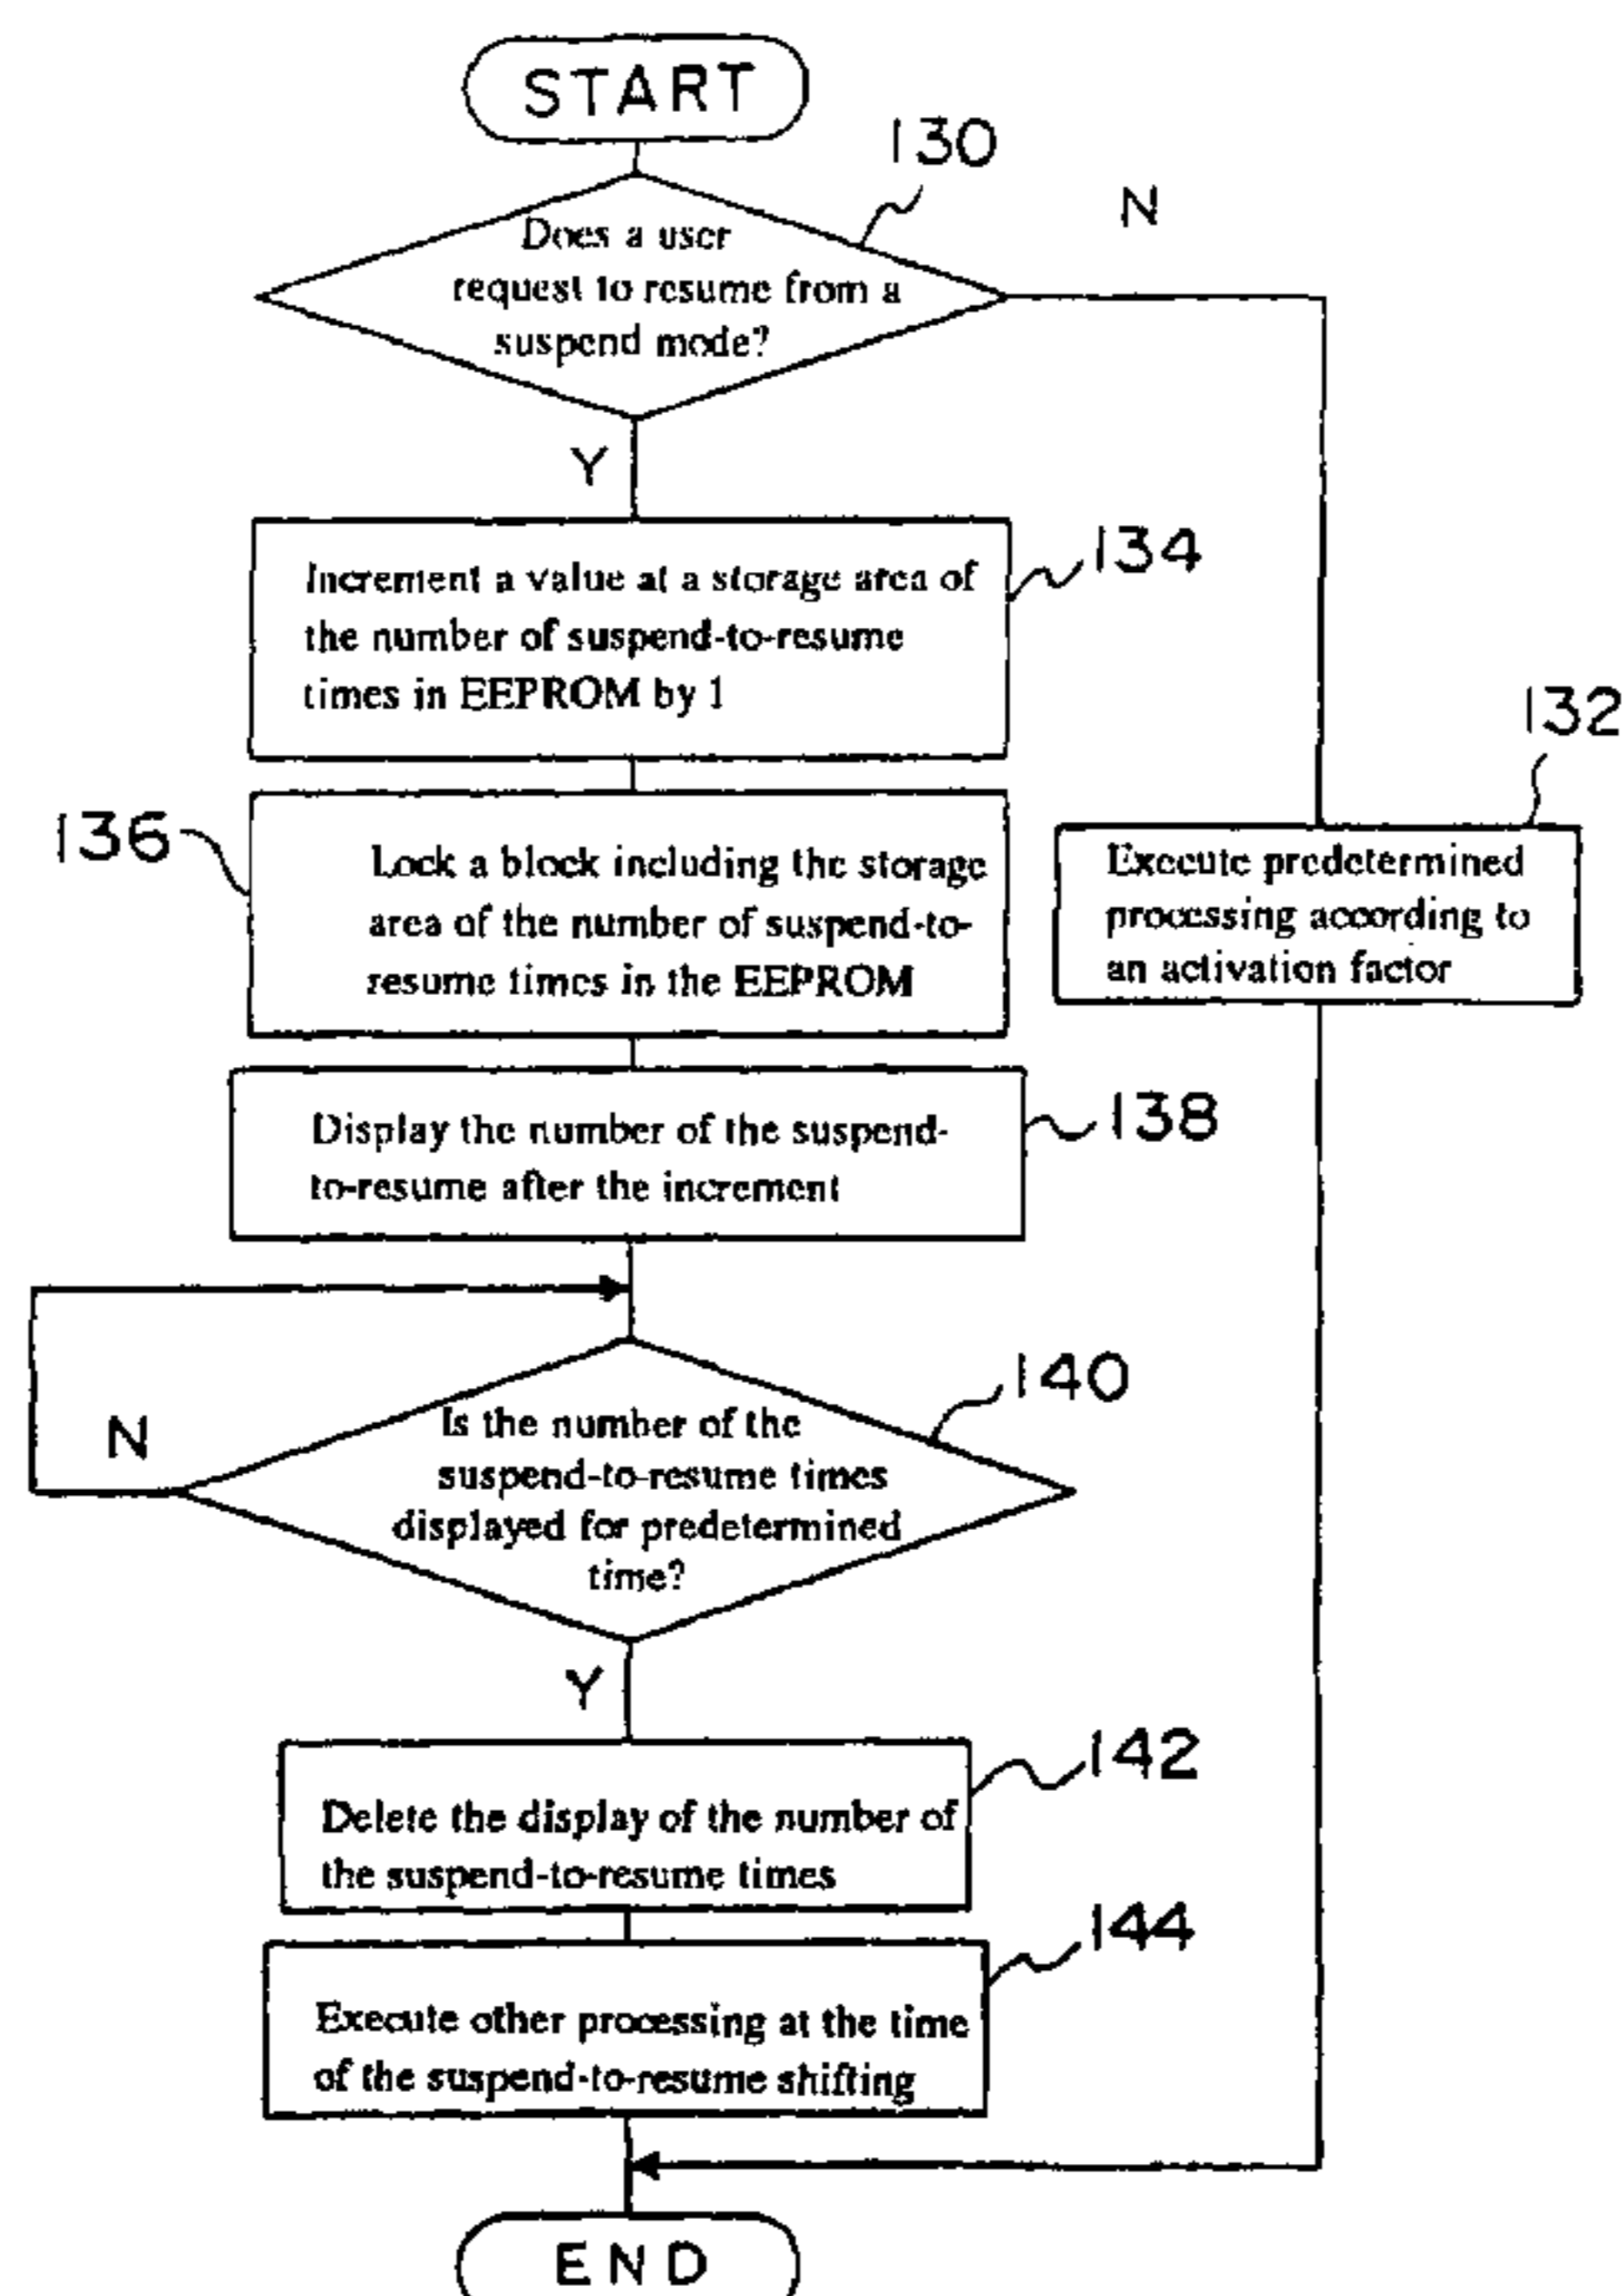 START
130
N
Does a user
request to resume from a
suspend mode?
Y
134
Increment a value at a storage area of
the number of suspend-to-resume
times in EEPROM by 1
132
136
Lock a block including the storage
area of the number of suspend-to-
resume times in the EEPROM
Execute predetermined
processing according to
an activation factor
138
Display the number of the suspend-
to-resume after the increment
140
N
Is the number of the
suspend-to-resume times
displayed for predetermined
time?
Y
142
Delete the display of the number of
the suspend-to-resume times
144
Execute other processing at the time
of the suspend-to-resume shifting
END